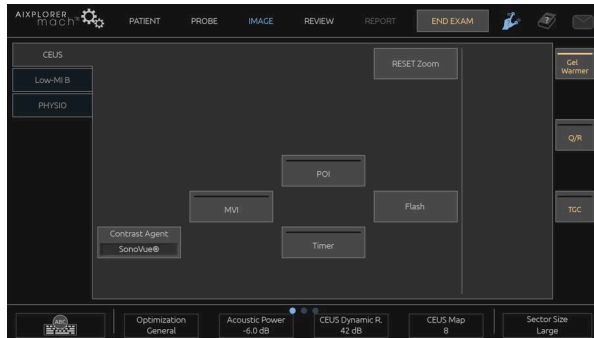 AIXPLORER
mach
PATIENT
PROBE
IMAGE
REVIEW
REPORT
END EXAM
CEUS
Low-MI B
PHYSIO
RESET Zoom
Gel
Warmer
Q/R
POI
MVI
Flash
TGC
Contrast Agent
SonoVue®
Timer
ABC
Optimization
General
Acoustic Power
-6.0 dB
CEUS Dynamic R.
42 dB
CEUS Map
8
Sector Size
Large